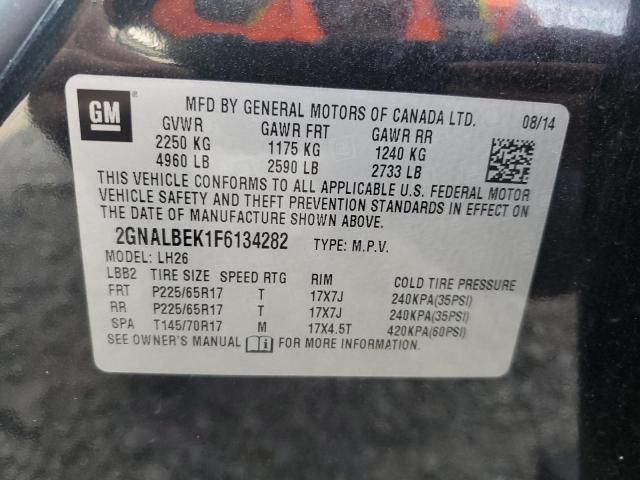 GM
MFD BY GENERAL MOTORS OF CANADA LTD. 08/14
GVWR GAWR FRT GAWR RR
2250 KG 1175 KG 1240 KG
4960 LB 2590 LB 2733 LB
THIS VEHICLE CONFORMS TO ALL APPLICABLE U.S. FEDERAL MOTOR
VEHICLE SAFETY AND THEFT PREVENTION STANDARDS IN EFFECT ON
THE DATE OF MANUFACTURE SHOWN ABOVE.
2GNALBEK1F6134282 TYPE: M.P.V.
MODEL: LH26
LBB2 TIRE SIZE SPEED RTG RIM COLD TIRE PRESSURE
FRT P225/65R17 T 17X7J 240KPA(35PSI)
RR P225/65R17 T 17X7J 240KPA(35PSI)
SPA T145/70R17 M 17X4.5T 420KPA(60PSI)
SEE OWNER'S MANUAL FOR MORE INFORMATION.